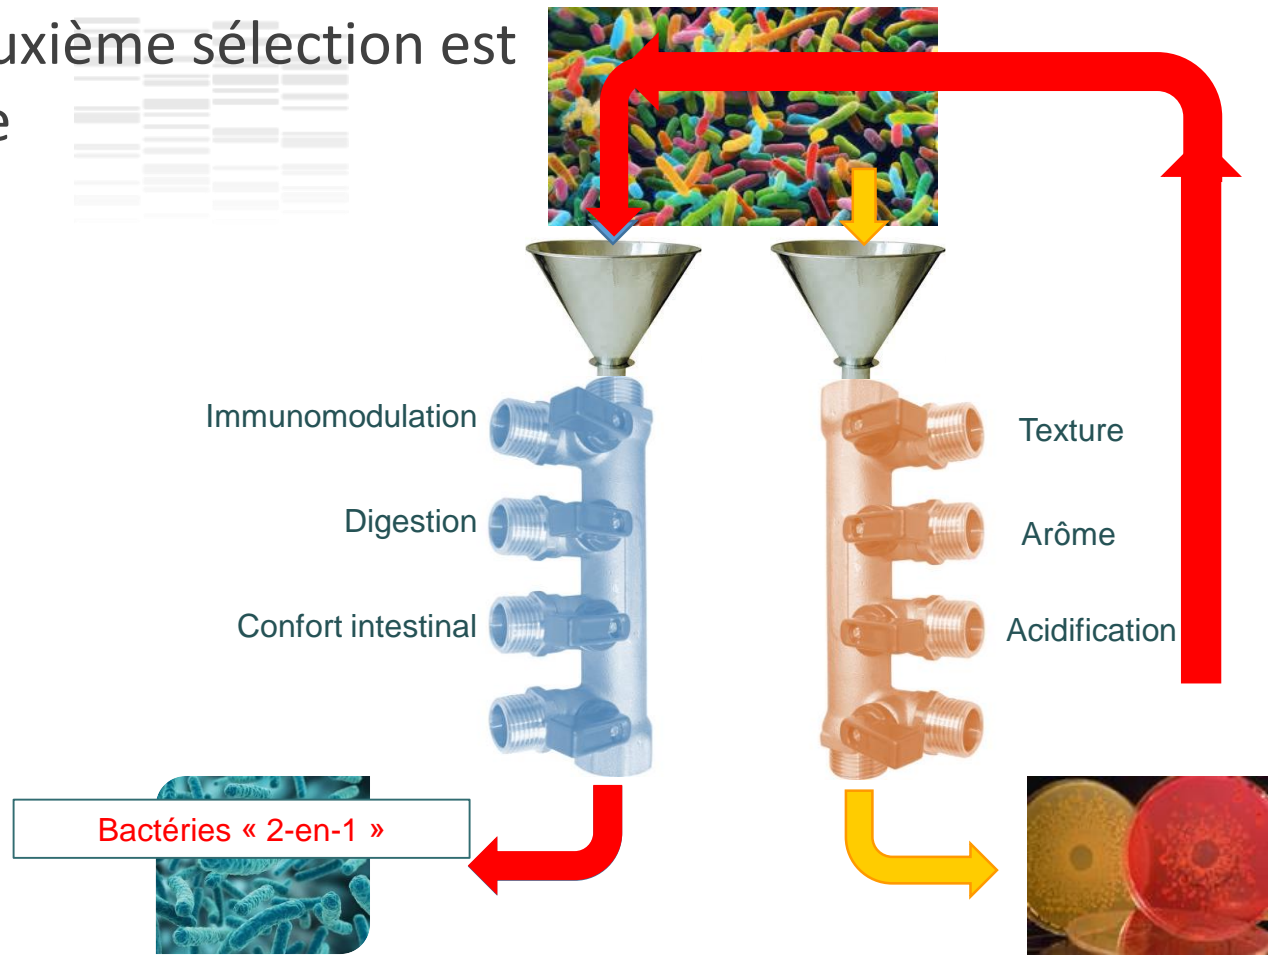 uxième sélection est
e
Immunomodulation
Texture
Digestion
Arôme
Confort intestinal
Acidification
Bactéries « 2-en-1 »